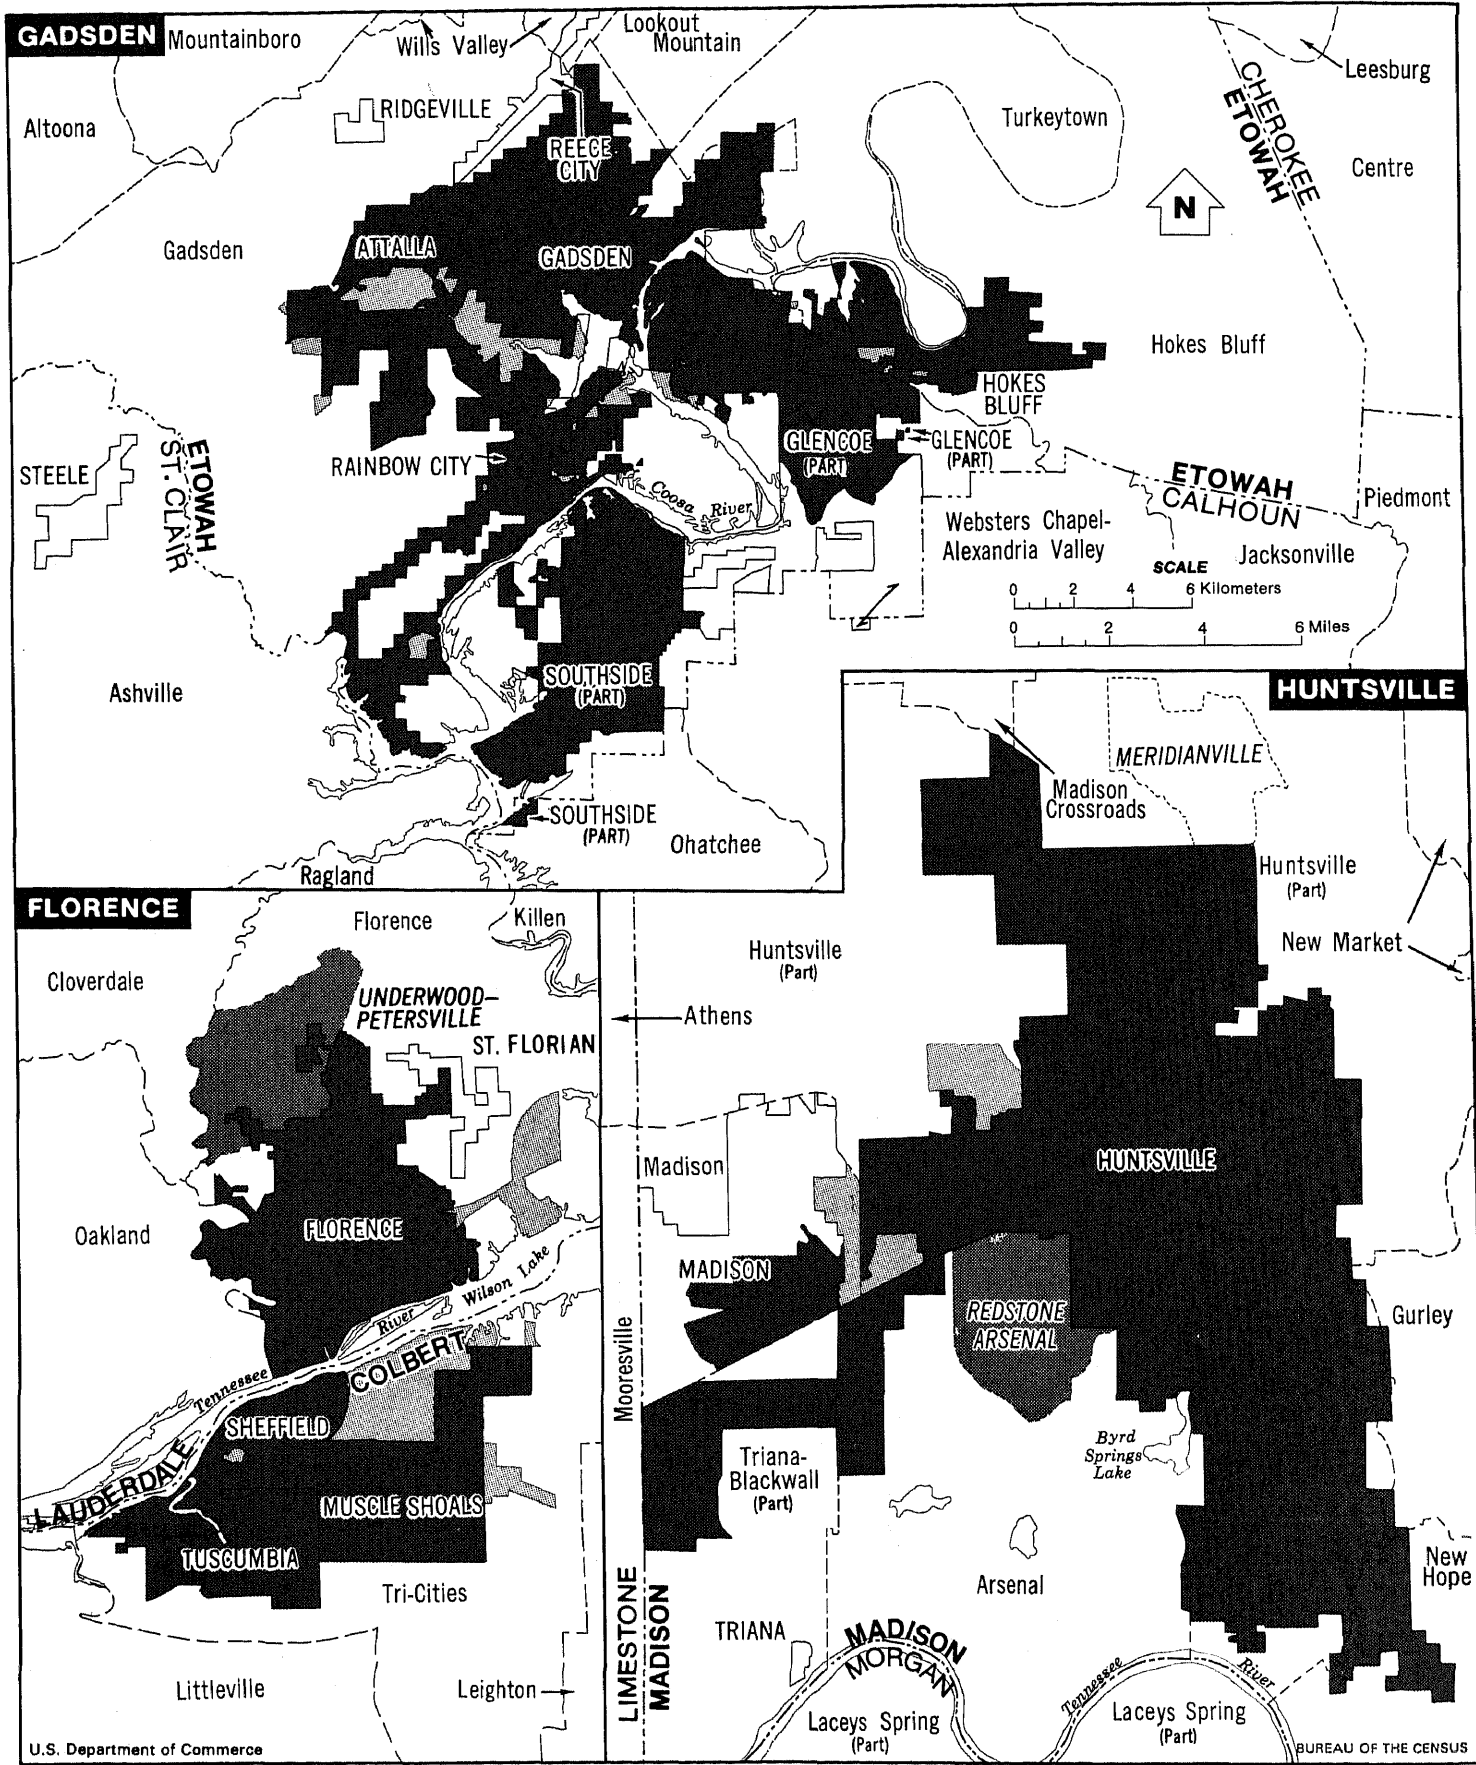 GADSDEN
Mountainboro
Wills Valley
Lookout
Mountain
Leesburg
Altoona
RIDGEVILLE
REECE
CITY
Turkeytown
CHEROKEE
ETOWAH
Centre
N
Gadsden
ATTALLA
GADSDEN
Hokes Bluff
HOKES
BLUFF
GLENCOE
(PART)
GLENCOE
(PART)
RAINBOW CITY
STEELE
ETOWAH
ST. CLAIR
Coosa River
ETOWAH
CALHOUN
Piedmont
Websters Chapel-
Alexandria Valley
Jacksonville
SCALE
0 2 4 6 Kilometers
0 2 4 6 Miles
Ashville
SOUTHSIDE
(PART)
SOUTHSIDE
(PART)
Ohatchee
Ragland
HUNTSVILLE
MERIDIANVILLE
Madison
Crossroads
Huntsville
(Part)
New Market
Huntsville
(Part)
Athens
HUNTSVILLE
Madison
MADISON
REDSTONE
ARSENAL
Gurley
Mooresville
Byrd
Springs
Lake
Triana-
Blackwall
(Part)
Arsenal
New
Hope
LIMESTONE
MADISON
TRIANA
MADISON
MORGAN
Tennessee River
Laceys Spring
(Part)
Laceys Spring
(Part)
BUREAU OF THE CENSUS
FLORENCE
Florence
Killen
Cloverdale
UNDERWOOD-
PETERSVILLE
ST. FLORIAN
Oakland
FLORENCE
Wilson Lake
Tennessee River
COLBERT
SHEFFIELD
LAUDERDALE
MUSCLE SHOALS
TUSCUMBIA
Tri-Cities
Littleville
Leighton
U.S. Department of Commerce